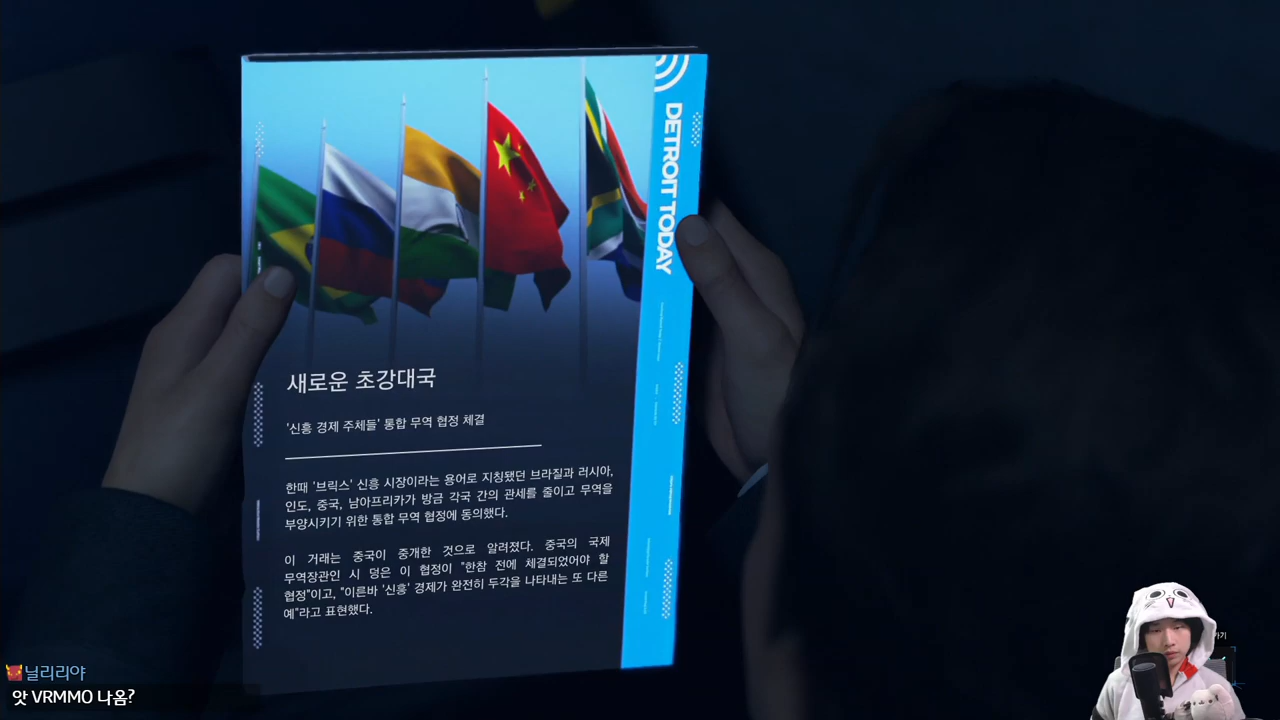 DETROIT TODAY
새로운 초강대국
'신흥 경제 주체들' 통합 무역 협정 체결
한때 '브릭스' 신흥 시장이라는 용어로 지칭됐던 브라질과 러시아,
인도, 중국, 남아프리카가 방금 각국 간의 관세를 줄이고 무역을
부양시키기 위한 통합 무역 협정에 동의했다.
이 거래는 중국이 중개한 것으로 알려졌다. 중국의 국제
무역장관인 시 덩은 이 협정이 "한참 전에 체결되었어야 할
협정"이고, "이른바 '신흥' 경제가 완전히 두각을 나타내는 또 다른
예"라고 표현했다.
닐리리야
앗 VRMMO 나옴?